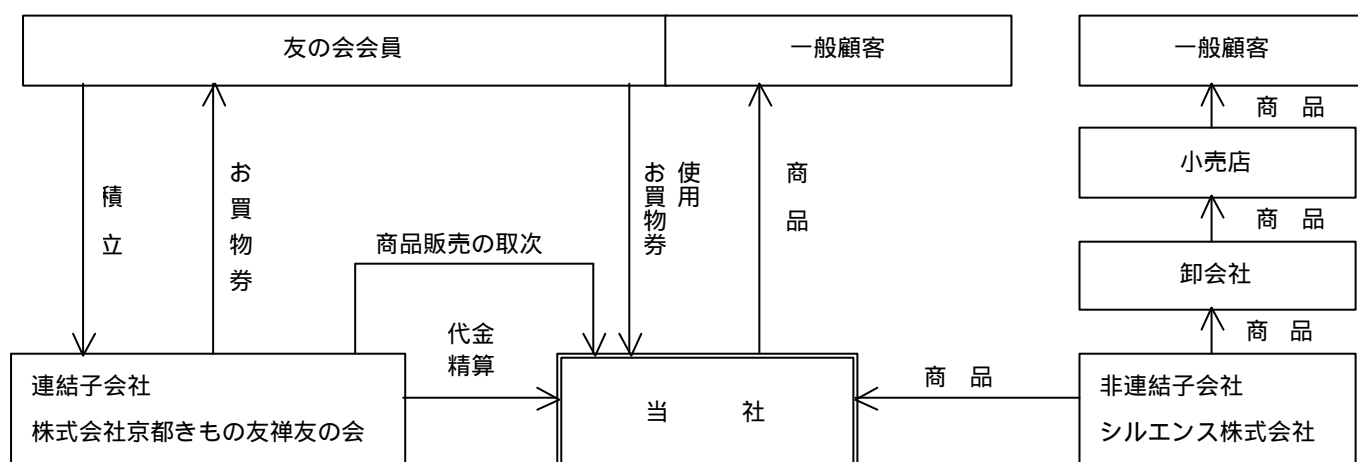 友の会会員
一般顧客
一般顧客
商 品
小売店
積立
お買物券
お買物券
使用
商品
商 品
商品販売の取次
卸会社
代金
精算
商 品
連結子会社
株式会社京都きもの友禅友の会
当 社
商 品
非連結子会社
シルエンス株式会社